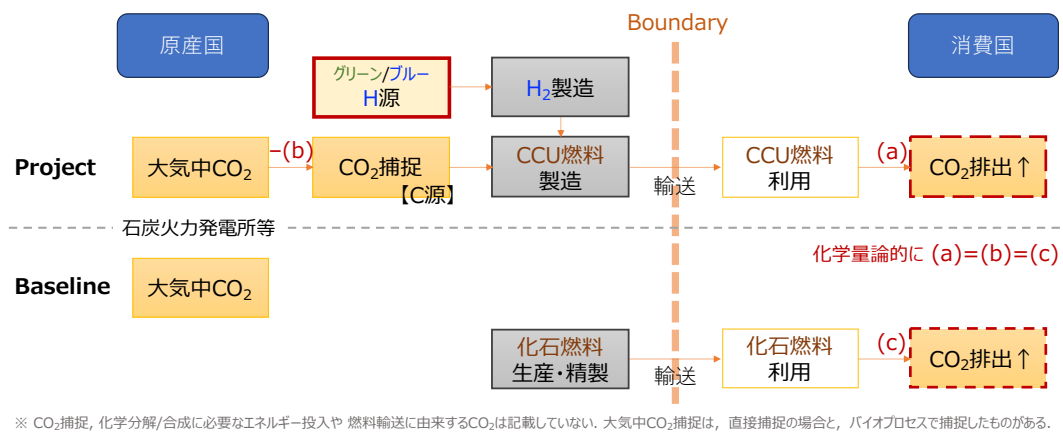 Boundary
原産国
消費国
グリーン/ブルー
H源
H₂製造
Project
大気中CO₂
–(b)
CO₂捕捉
【C源】
CCU燃料
製造
輸送
CCU燃料
利用
(a)
CO₂排出↑
石炭火力発電所等
化学量論的に (a)=(b)=(c)
Baseline
大気中CO₂
化石燃料
生産・精製
輸送
化石燃料
利用
(c)
CO₂排出↑
※ CO₂捕捉, 化学分解/合成に必要なエネルギー投入や 燃料輸送に由来するCO₂は記載していない. 大気中CO₂捕捉は, 直接捕捉の場合と, バイオプロセスで捕捉したものがある.